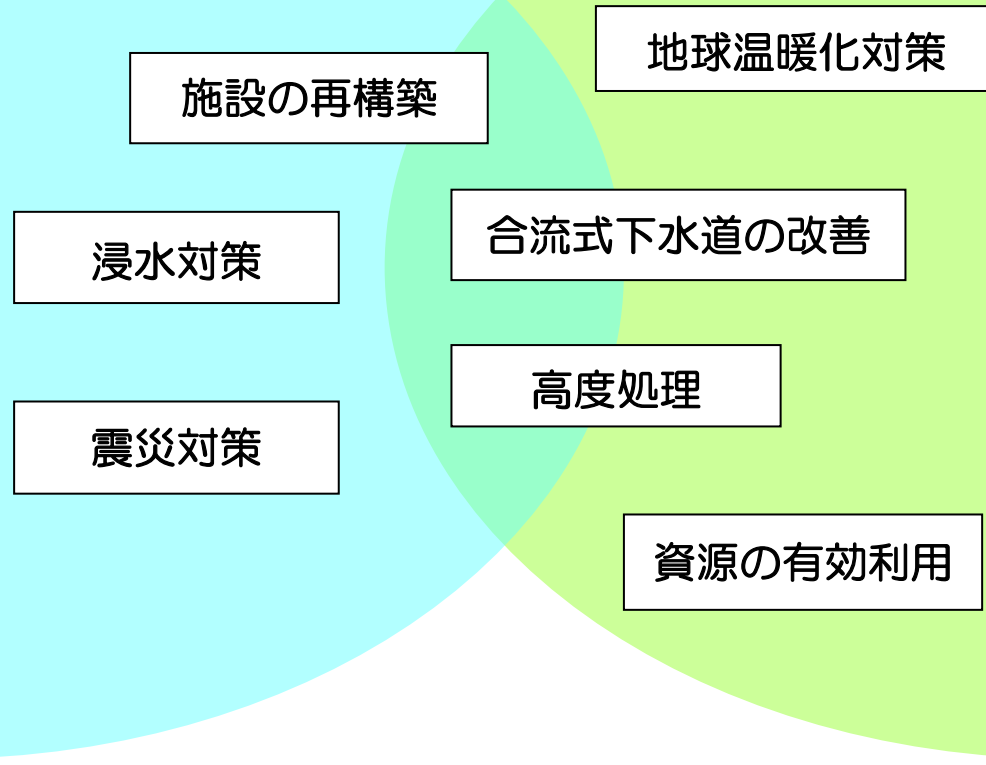 地球温暖化対策
施設の再構築
合流式下水道の改善
浸水対策
高度処理
震災対策
資源の有効利用